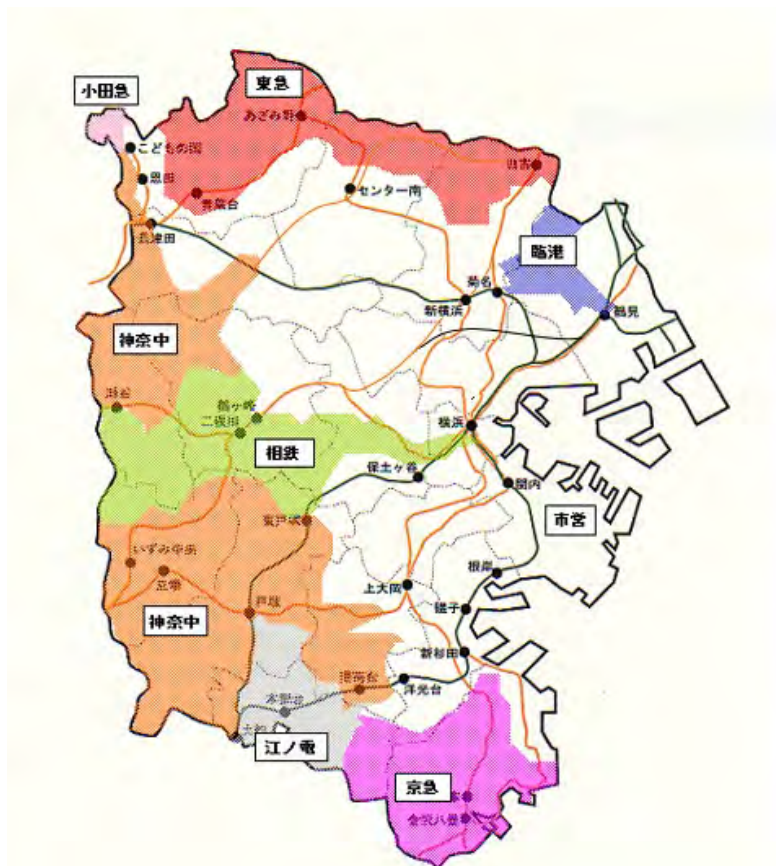 東急
小田急
あざみ野
こどもの国
日吉
恩田
青葉台
センター南
長津田
臨港
菊名
新横浜
鶴見
神奈中
瀬谷
鶴ヶ峰
二俣川
横浜
相鉄
保土ヶ谷
関内
東戸塚
市営
いずみ中央
立場
根岸
上大岡
磯子
戸塚
神奈中
新杉田
港南台
洋光台
本郷台
大船
江ノ電
京急
金沢八景